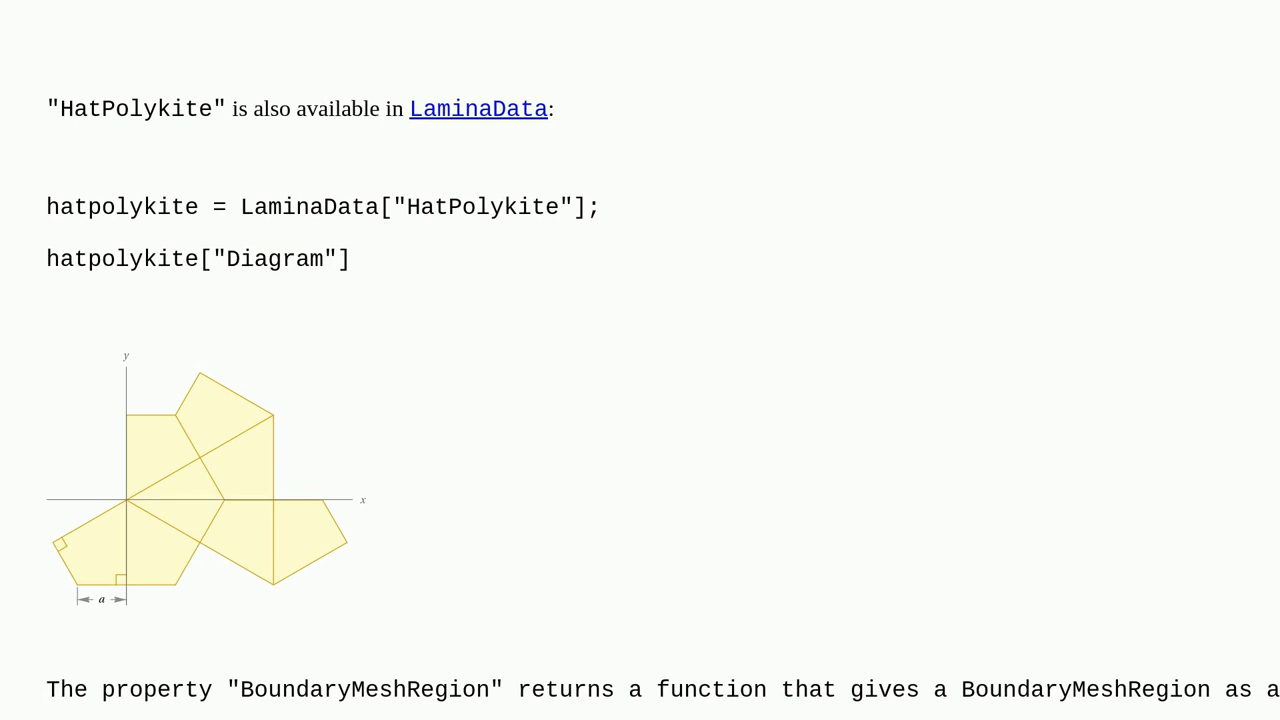 "HatPolykite" is also available in LaminaData:
hatpolykite = LaminaData["HatPolykite"];
hatpolykite["Diagram"]
y
x
a
The property "BoundaryMeshRegion" returns a function that gives a BoundaryMeshRegion as a